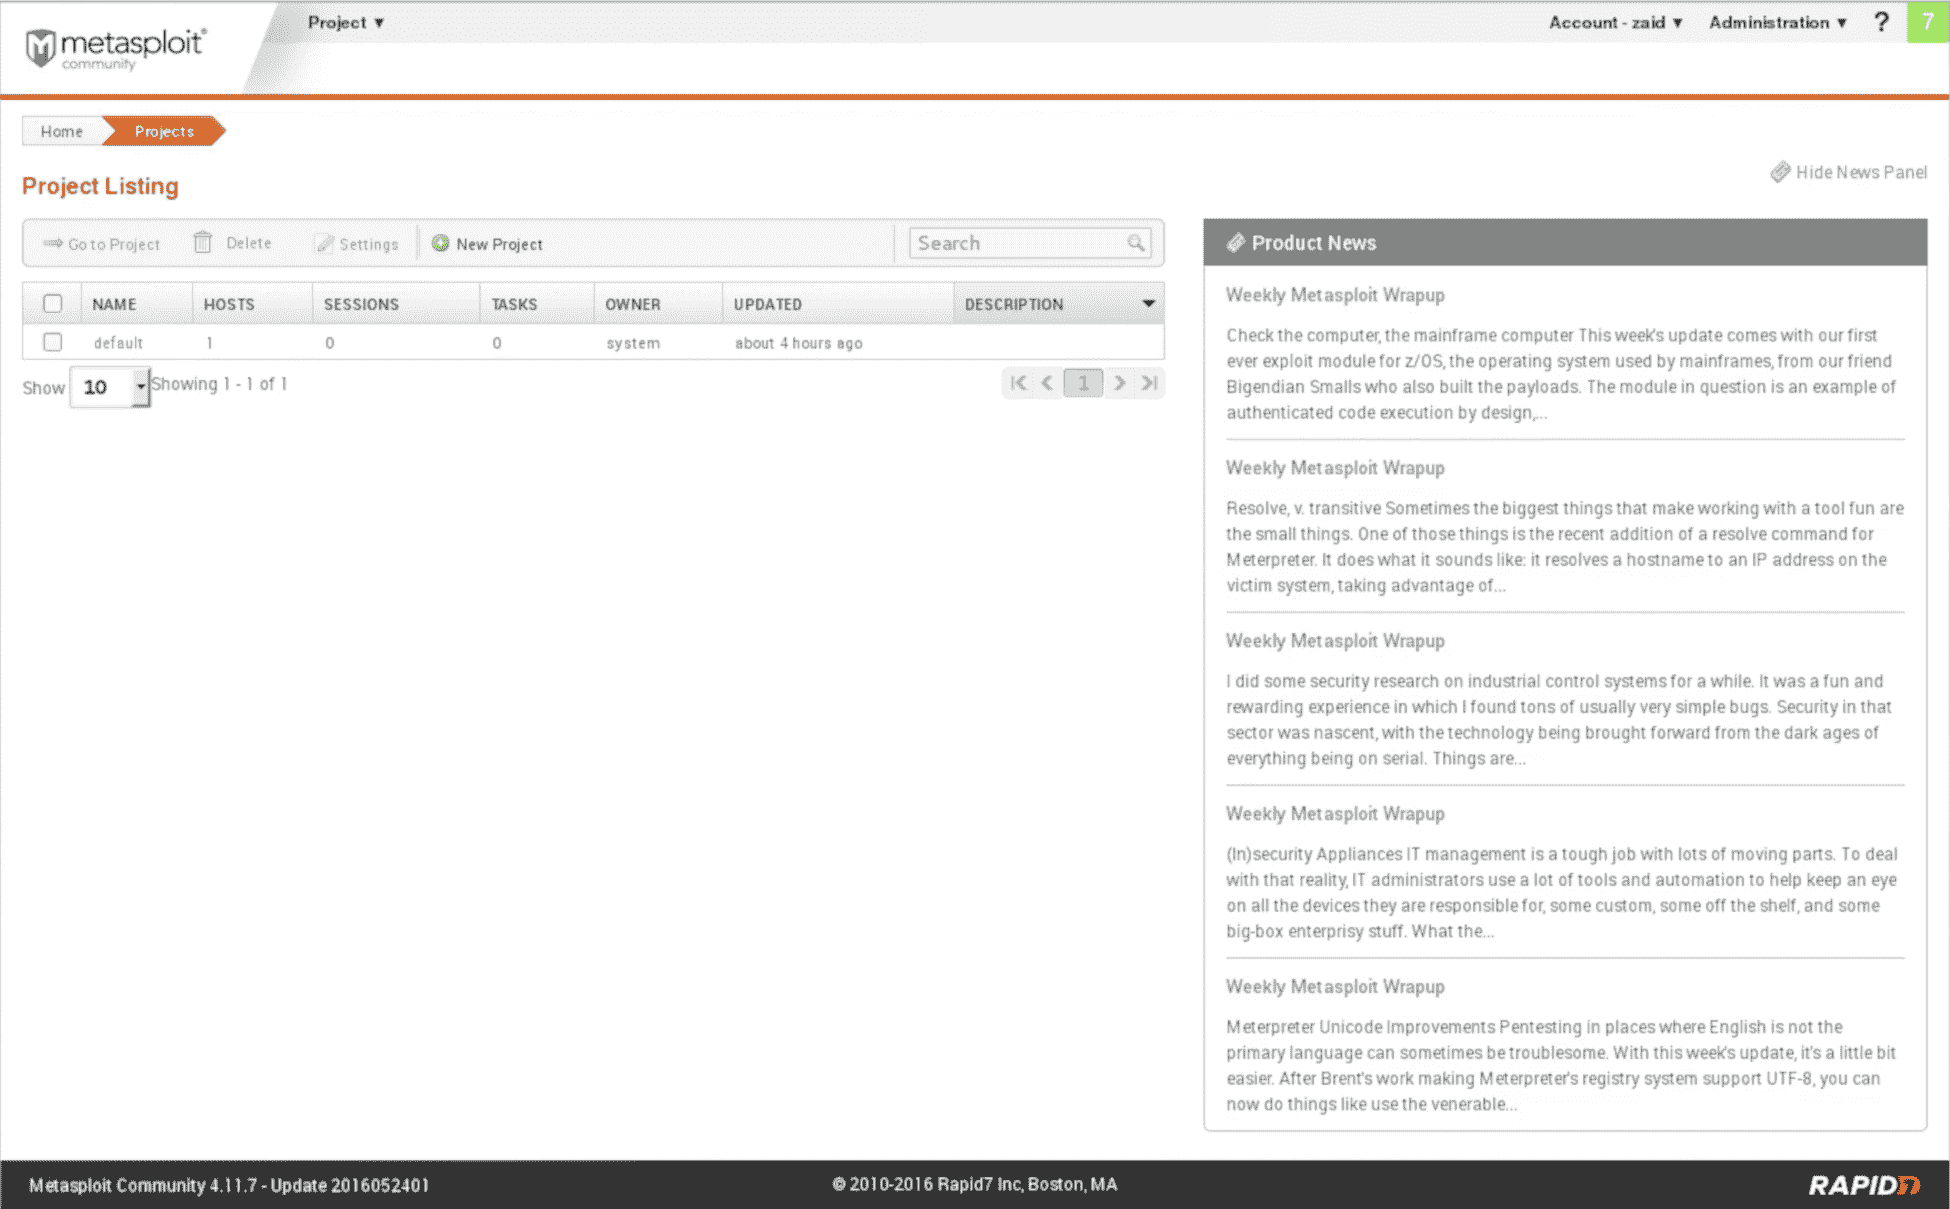 Project ▼
Account - zaid ▼
Administration ▼
?
7
metasploit®
community
Home
Projects
Hide News Panel
Project Listing
Go to Project
Delete
Settings
New Project
Search
NAME HOSTS SESSIONS TASKS OWNER UPDATED DESCRIPTION
default 1 0 0 system about 4 hours ago
Show 10 Showing 1 - 1 of 1
1
Product News
Weekly Metasploit Wrapup
Check the computer, the mainframe computer This week's update comes with our first
ever exploit module for z/OS, the operating system used by mainframes, from our friend
Bigendian Smalls who also built the payloads. The module in question is an example of
authenticated code execution by design,...
Weekly Metasploit Wrapup
Resolve, v. transitive Sometimes the biggest things that make working with a tool fun are
the small things. One of those things is the recent addition of a resolve command for
Meterpreter. It does what it sounds like: it resolves a hostname to an IP address on the
victim system, taking advantage of...
Weekly Metasploit Wrapup
I did some security research on industrial control systems for a while. It was a fun and
rewarding experience in which I found tons of usually very simple bugs. Security in that
sector was nascent, with the technology being brought forward from the dark ages of
everything being on serial. Things are...
Weekly Metasploit Wrapup
(In)security Appliances IT management is a tough job with lots of moving parts. To deal
with that reality, IT administrators use a lot of tools and automation to help keep an eye
on all the devices they are responsible for, some custom, some off the shelf, and some
big-box enterprisy stuff. What the...
Weekly Metasploit Wrapup
Meterpreter Unicode Improvements Pentesting in places where English is not the
primary language can sometimes be troublesome. With this week's update, it's a little bit
easier. After Brent's work making Meterpreter's registry system support UTF-8, you can
now do things like use the venerable...
Metasploit Community 4.11.7 - Update 2016052401
© 2010-2016 Rapid7 Inc, Boston, MA
RAPID7